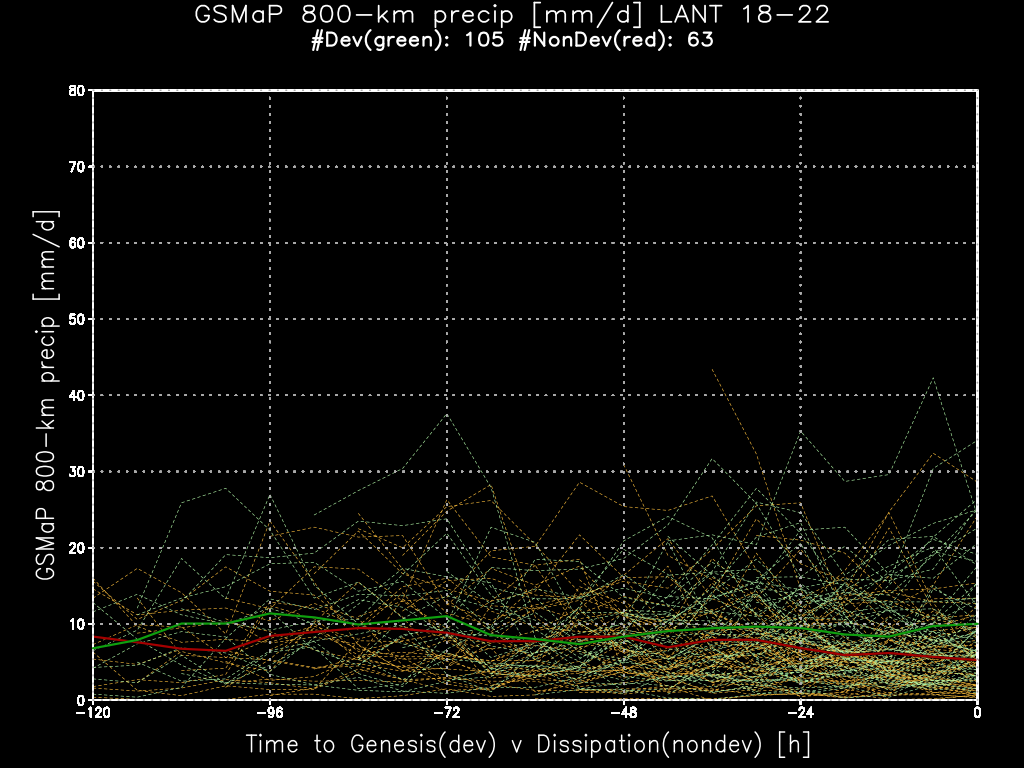 GSMaP 800-km precip [mm/d] LANT 18-22
#Dev(green): 105 #NonDev(red): 63
80
70
60
50
40
30
20
10
0
GSMaP 800-km precip [mm/d]
-120 -96 -72 -48 -24 0
Time to Genesis(dev) v Dissipation(nondev) [h]